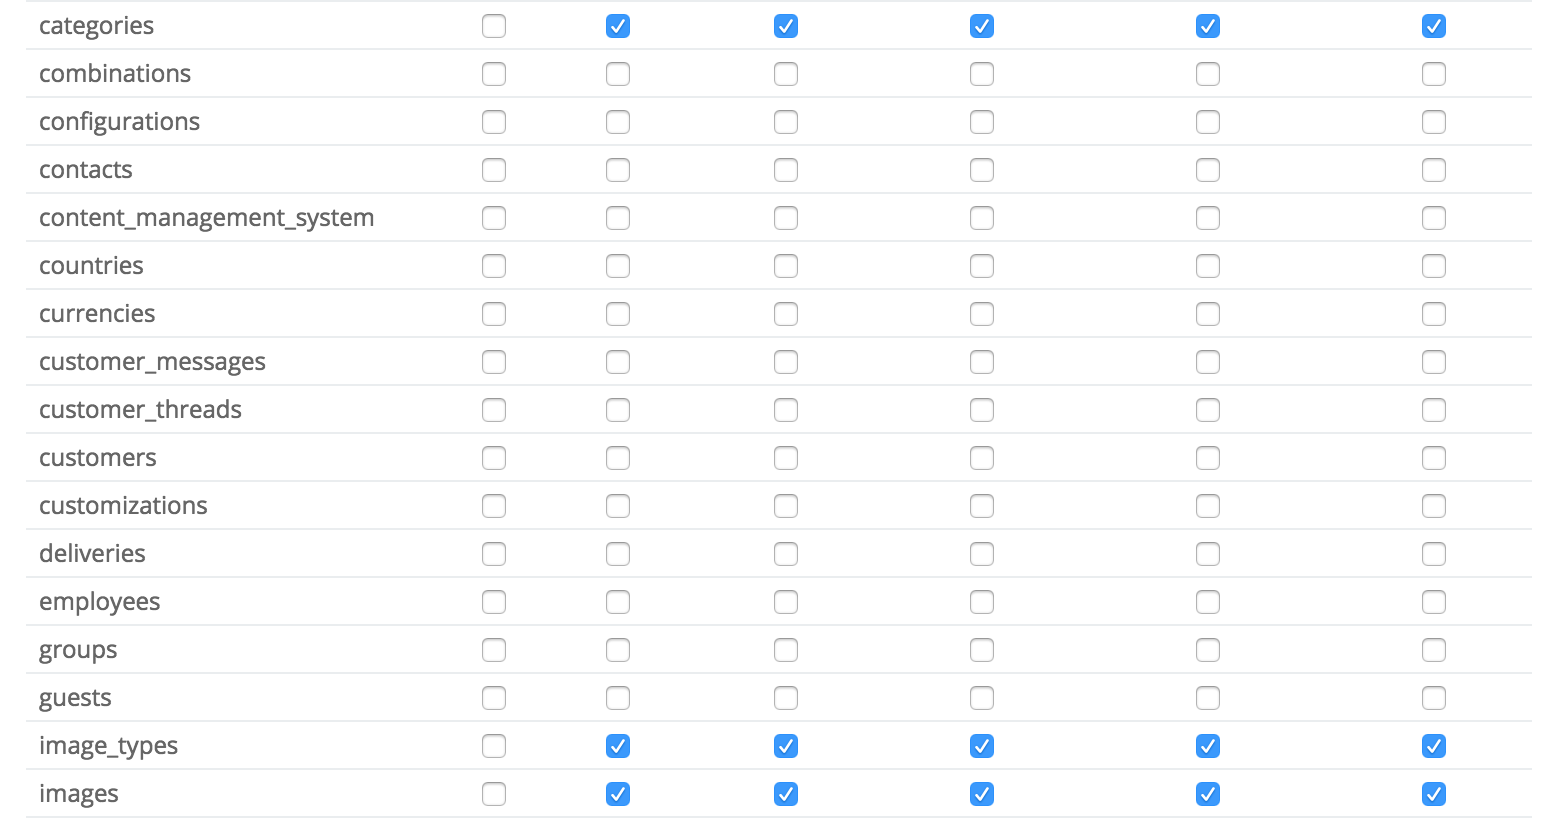 categories
combinations
configurations
contacts
content_management_system
countries
currencies
customer_messages
customer_threads
customers
customizations
deliveries
employees
groups
guests
image_types
images